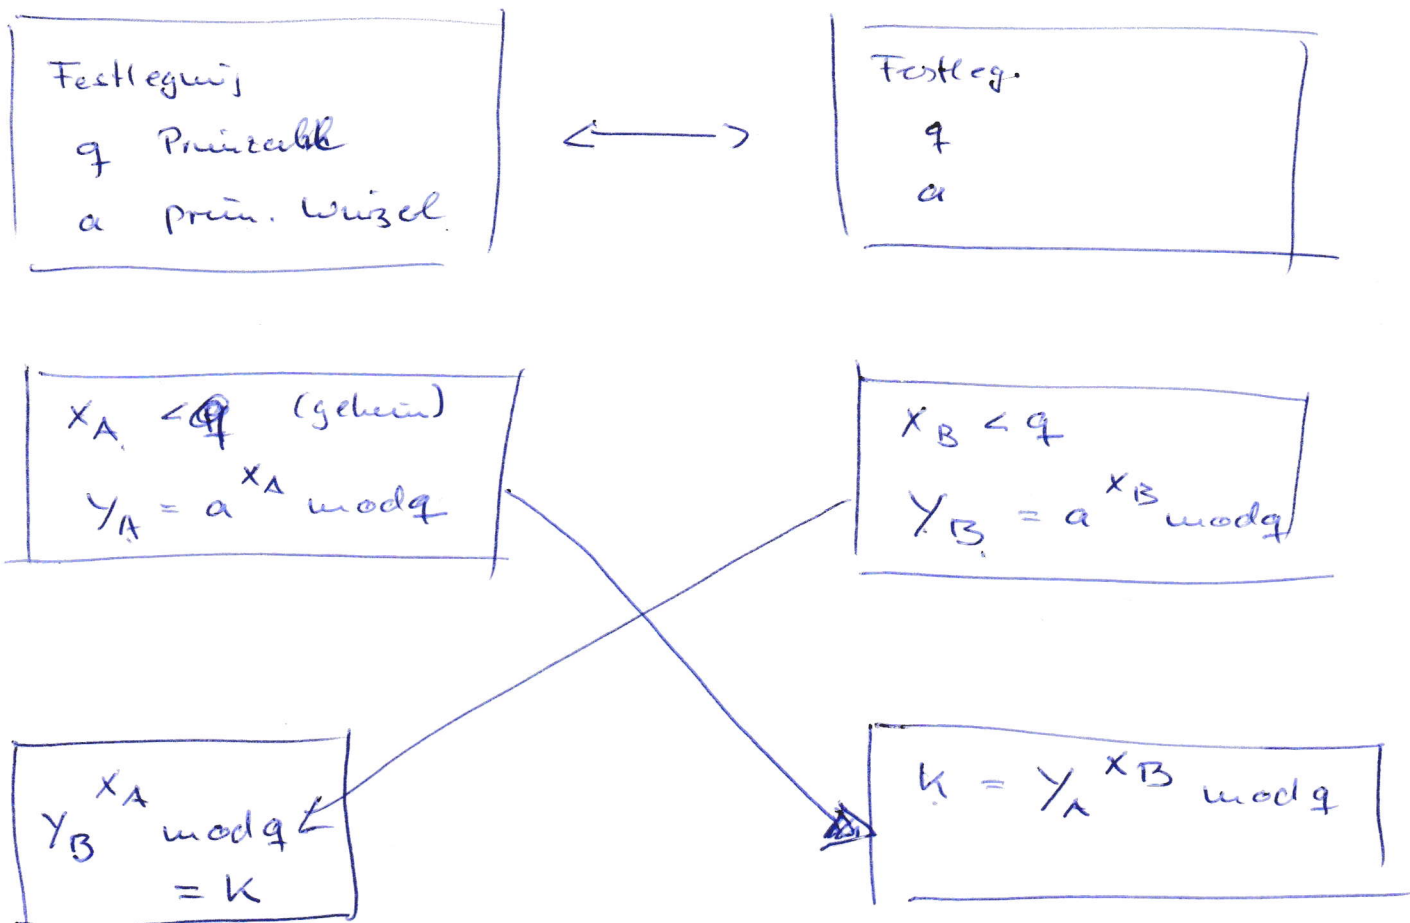 Festlegung
q Primzahl
a prim. Wurzel
Festleg.
q
a
X_A < q (geheim)
Y_A = a^{X_A} mod q
X_B < q
Y_B = a^{X_B} mod q
Y_B^{X_A} mod q
= K
K = Y_A^{X_B} mod q